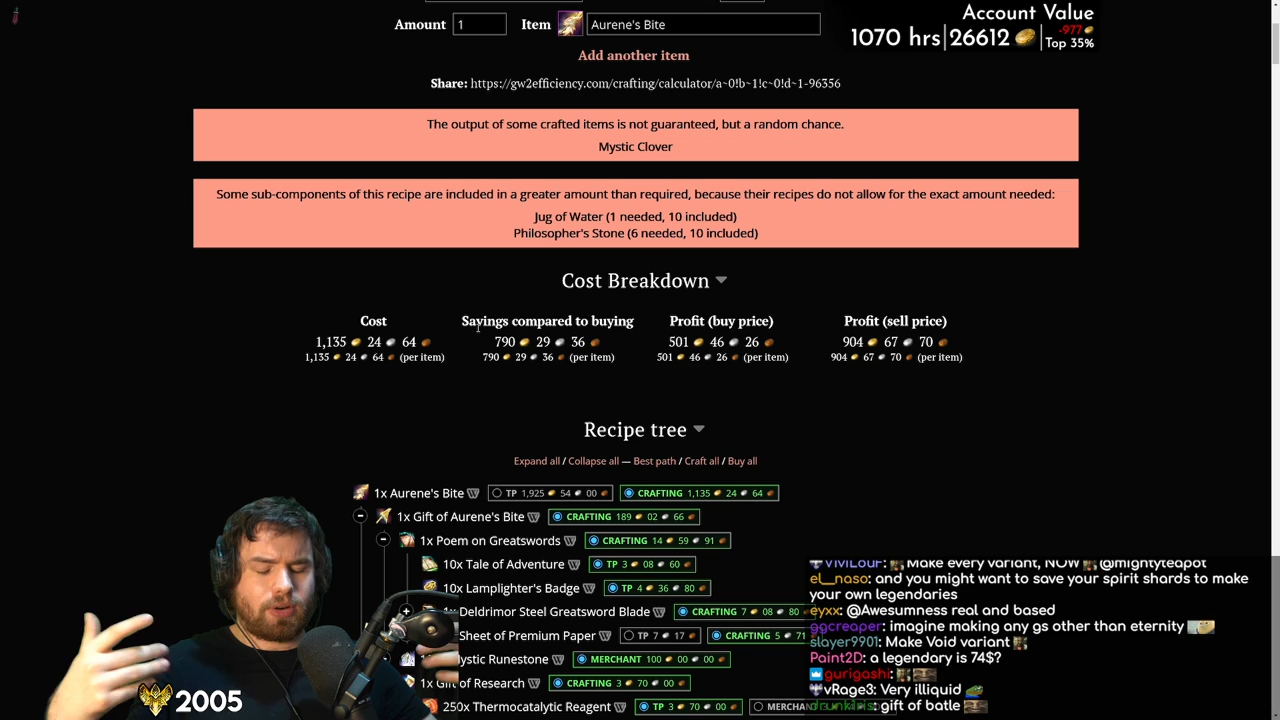 Account Value
Amount 1 Item Aurene's Bite
1070 hrs|26612
-977
Top 35%
Add another item
Share: https://gw2efficiency.com/crafting/calculator/a~0!b~1!c~0!d~1-96356
The output of some crafted items is not guaranteed, but a random chance.
Mystic Clover
Some sub-components of this recipe are included in a greater amount than required, because their recipes do not allow for the exact amount needed:
Jug of Water (1 needed, 10 included)
Philosopher's Stone (6 needed, 10 included)
Cost Breakdown
Cost Savings compared to buying Profit (buy price) Profit (sell price)
1,135 24 64 790 29 36 501 46 26 904 67 70
1,135 24 64 (per item) 790 29 36 (per item) 501 46 26 (per item) 904 67 70 (per item)
Recipe tree
Expand all / Collapse all — Best path / Craft all / Buy all
1x Aurene's Bite TP 1,925 54 00 CRAFTING 1,135 24 64
1x Gift of Aurene's Bite CRAFTING 189 02 66
1x Poem on Greatswords CRAFTING 14 59 91
10x Tale of Adventure TP 3 08 60
10x Lamplighter's Badge TP 4 36 80
1x Deldrimor Steel Greatsword Blade CRAFTING 7 08 80
Sheet of Premium Paper TP 7 17 CRAFTING 5 71
Mystic Runestone MERCHANT 100 00 00
1x Gift of Research CRAFTING 3 70 00
250x Thermocatalytic Reagent TP 3 70 00 MERCHAN
ViViLouF: Make every variant, NOW @mightyteapot
el__naso: and you might want to save your spirit shards to make
your own legendaries
eyxx: @Awesumness real and based
ggcreaper: imagine making any gs other than eternity
slayer9901: Make Void variant
Paint2D: a legendary is 74$?
gurigashi:
vRage3: Very illiquid
gift of batle
2005